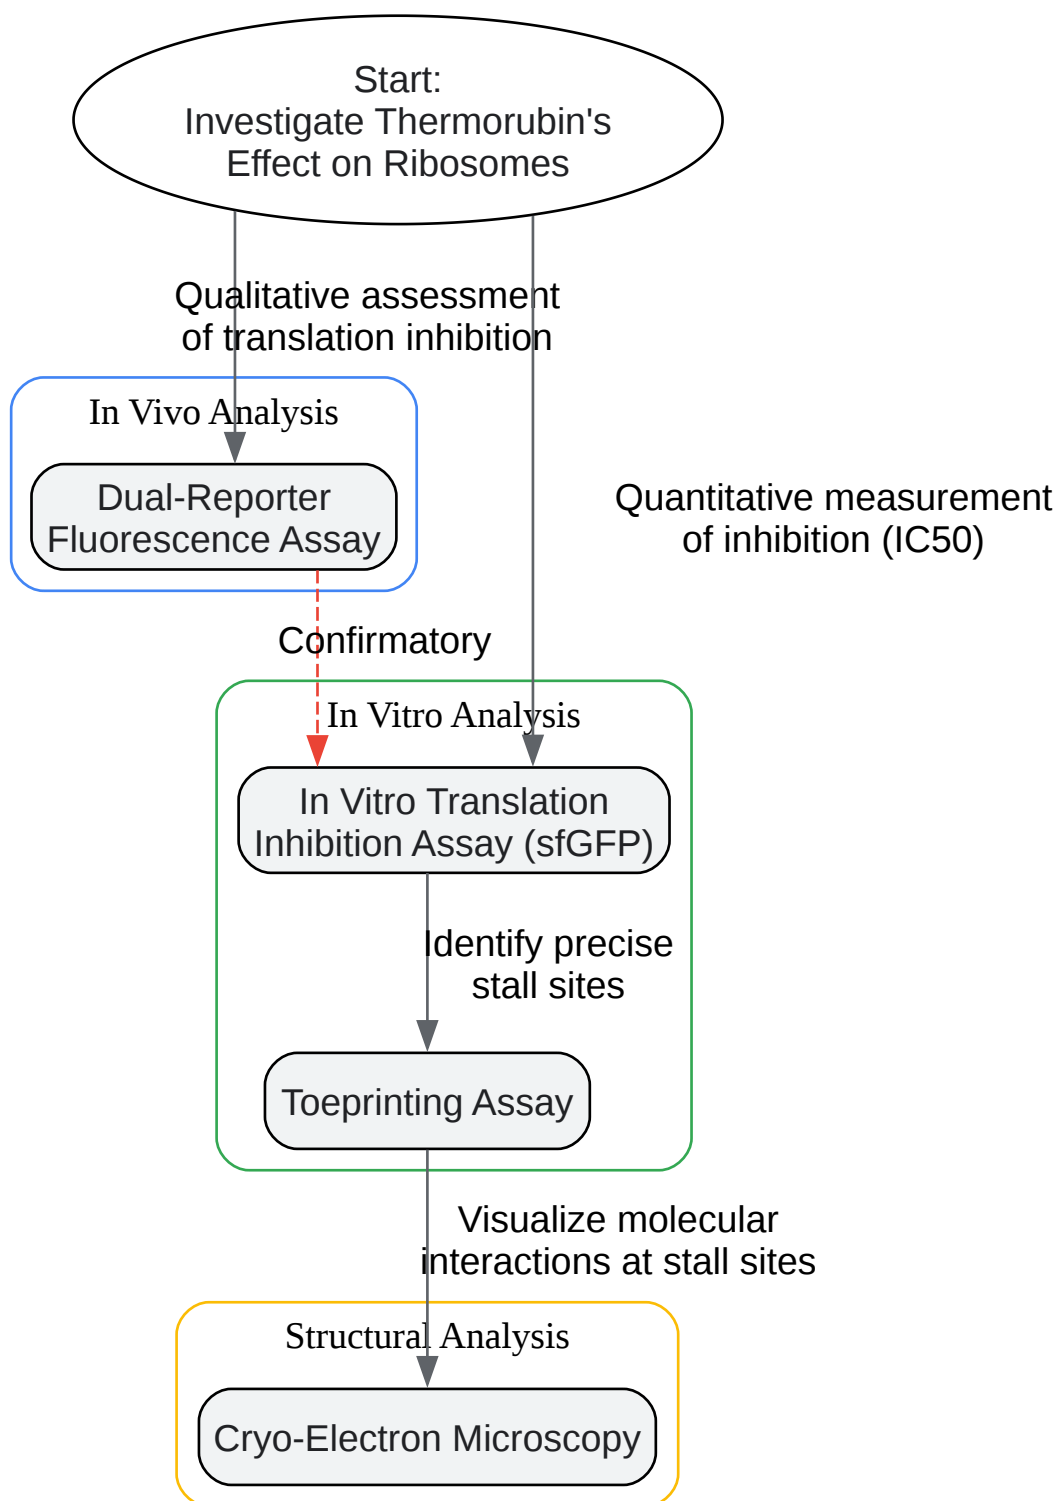 Start:
Investigate Thermorubin's
Effect on Ribosomes
Qualitative assessment
of translation inhibition
In Vivo Analysis
Dual-Reporter
Fluorescence Assay
Quantitative measurement
of inhibition (IC50)
Confirmatory
In Vitro Analysis
In Vitro Translation
Inhibition Assay (sfGFP)
Identify precise
stall sites
Toeprinting Assay
Visualize molecular
interactions at stall sites
Structural Analysis
Cryo-Electron Microscopy